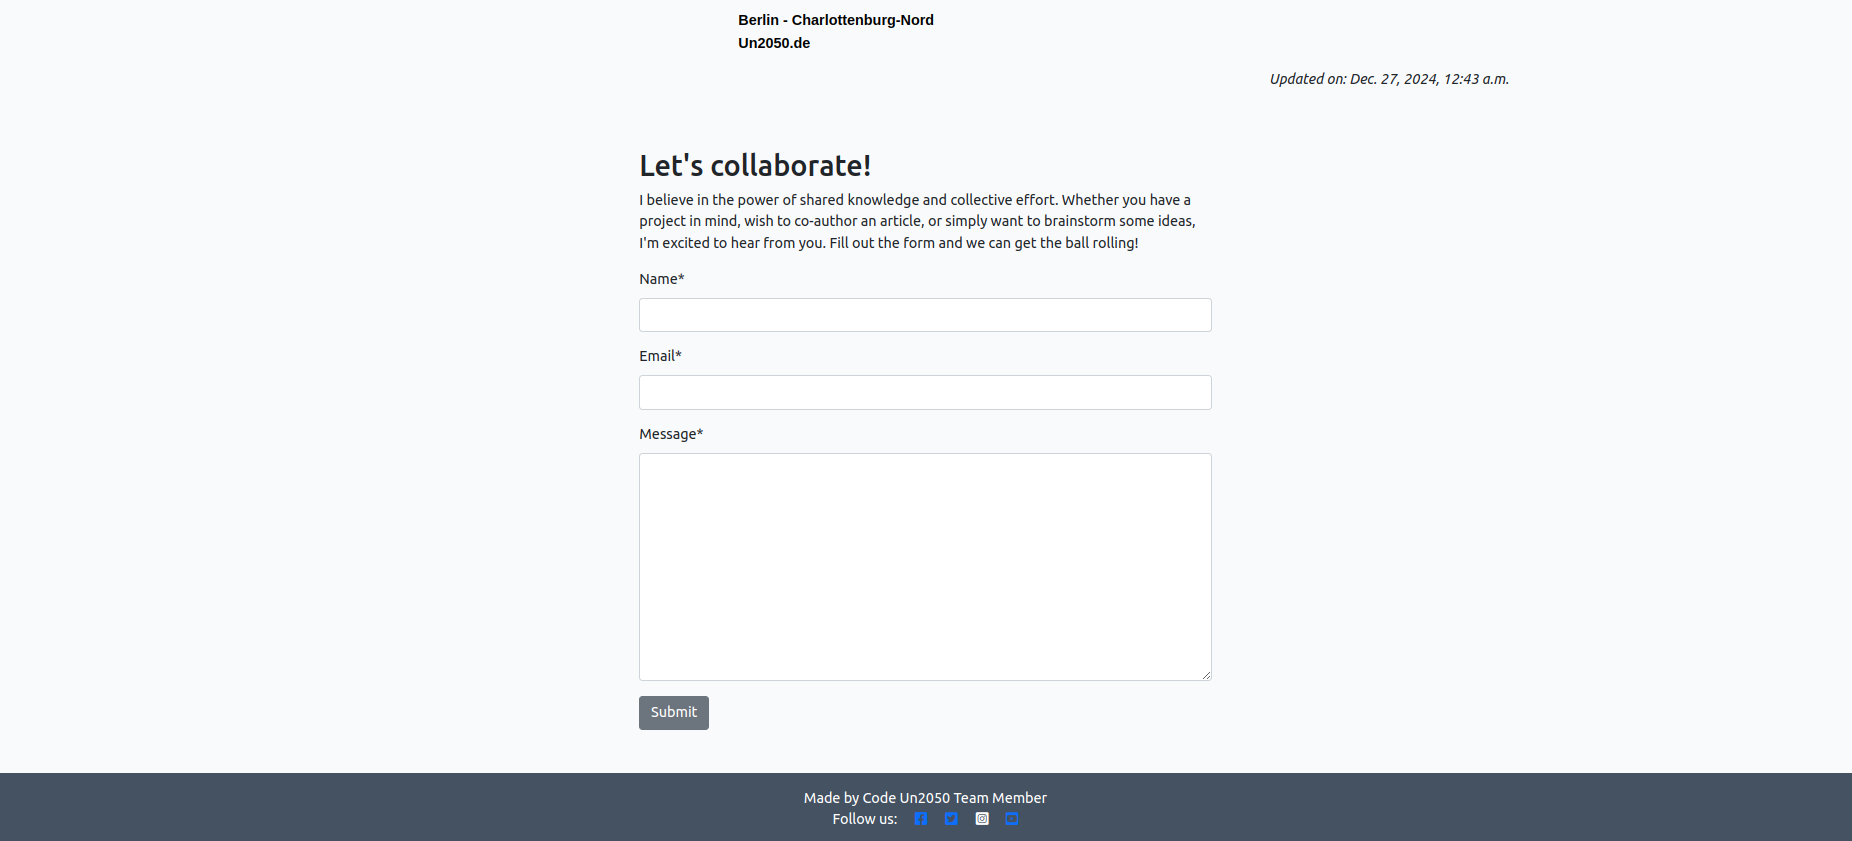 Berlin - Charlottenburg-Nord
Un2050.de
Updated on: Dec. 27, 2024, 12:43 a.m.
Let's collaborate!
I believe in the power of shared knowledge and collective effort. Whether you have a
project in mind, wish to co-author an article, or simply want to brainstorm some ideas,
I'm excited to hear from you. Fill out the form and we can get the ball rolling!
Name*
Email*
Message*
Submit
Made by Code Un2050 Team Member
Follow us: